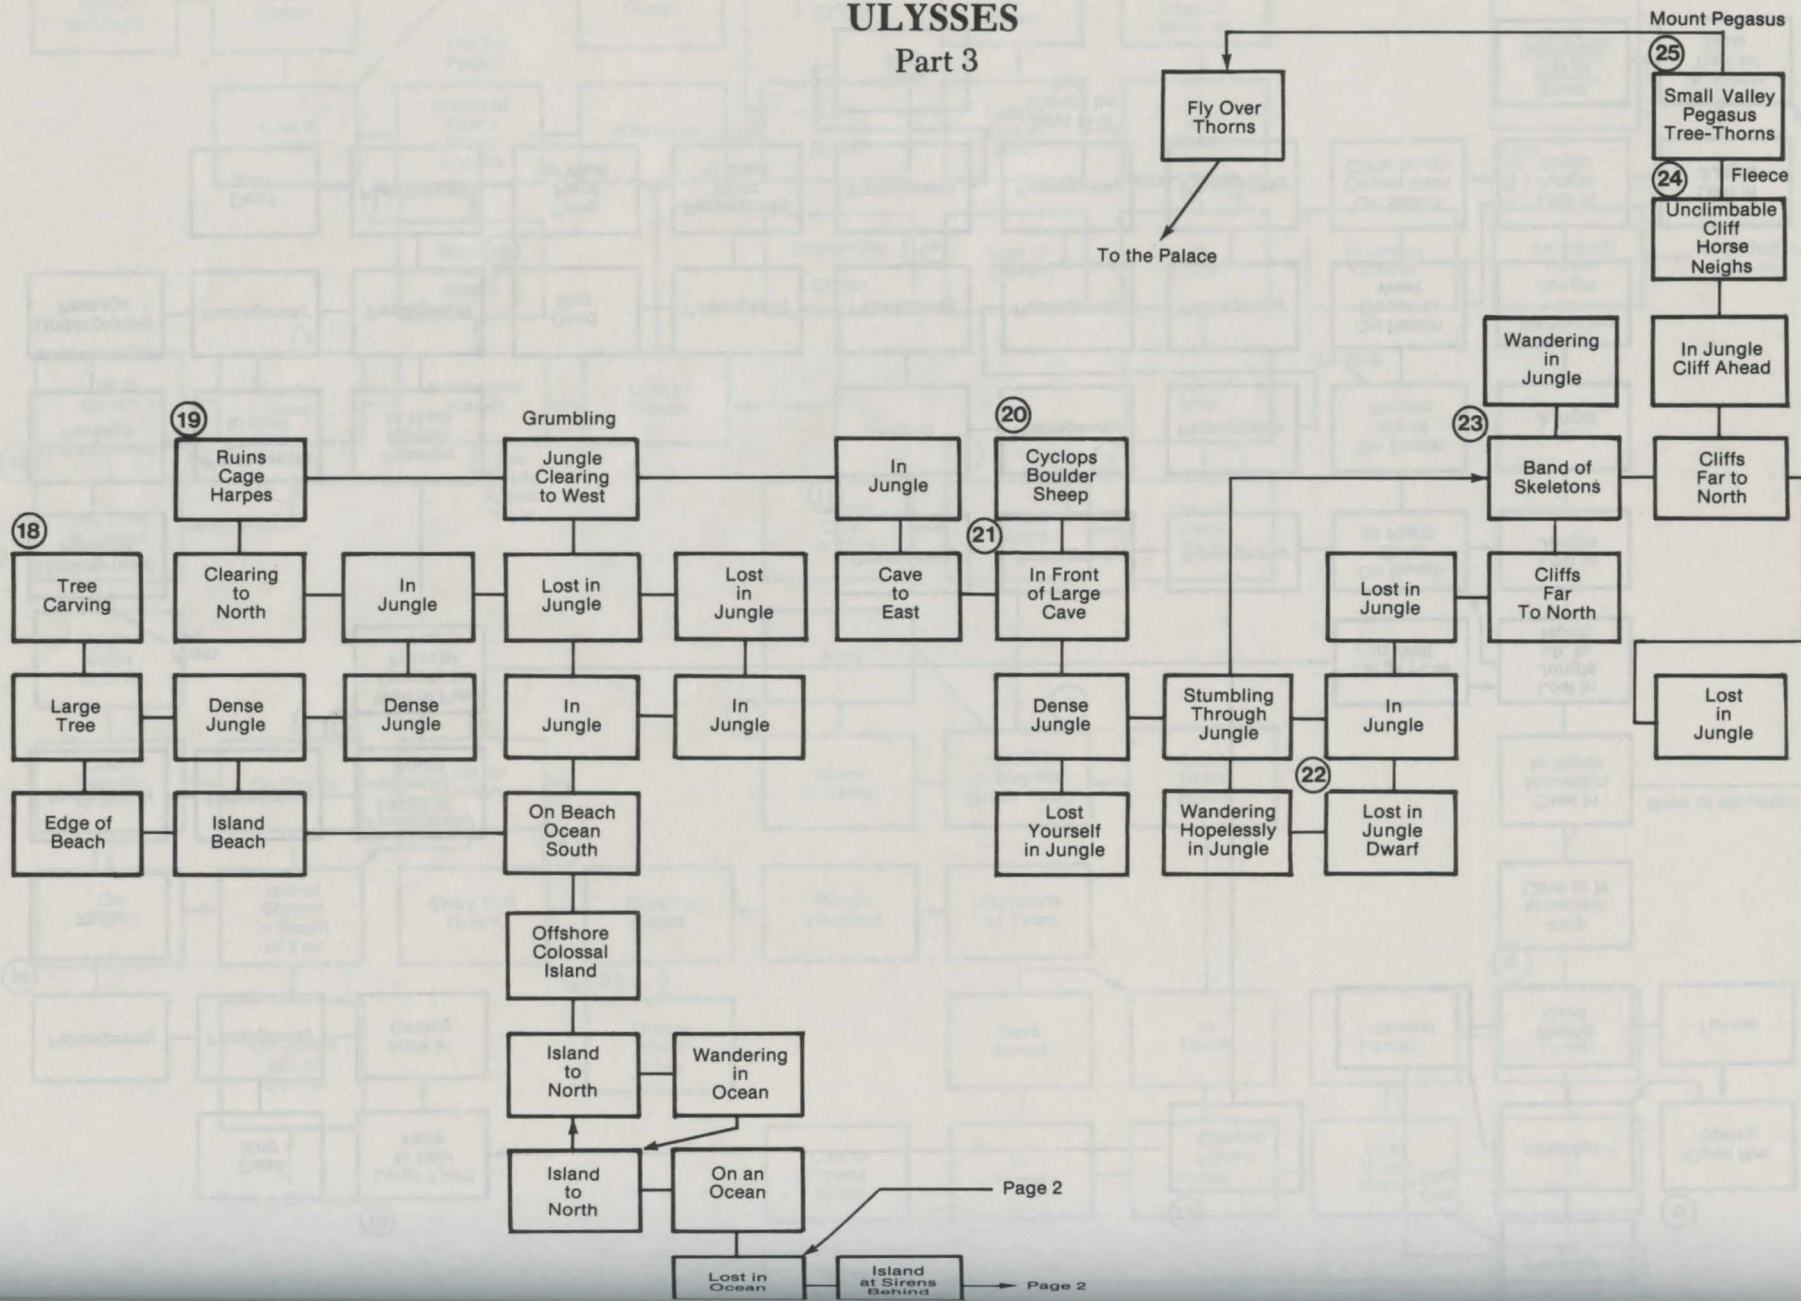 ULYSSES
Part 3
Mount Pegasus
25
Small Valley
Pegasus
Tree-Thorns
Fly Over
Thorns
To the Palace
24
Fleece
Unclimbable
Cliff
Horse
Neighs
Wandering
in
Jungle
In Jungle
Cliff Ahead
19
Ruins
Cage
Harpes
Grumbling
Jungle
Clearing
to West
In
Jungle
20
Cyclops
Boulder
Sheep
23
Band of
Skeletons
Cliffs
Far to
North
18
Tree
Carving
Clearing
to
North
In
Jungle
Lost in
Jungle
Lost
in
Jungle
Cave
to
East
21
In Front
of Large
Cave
Lost in
Jungle
Cliffs
Far
To North
Large
Tree
Dense
Jungle
Dense
Jungle
In
Jungle
In
Jungle
Dense
Jungle
Stumbling
Through
Jungle
In
Jungle
Lost
in
Jungle
Edge of
Beach
Island
Beach
On Beach
Ocean
South
Lost
Yourself
in Jungle
Wandering
Hopelessly
in Jungle
22
Lost in
Jungle
Dwarf
Offshore
Colossal
Island
Island
to
North
Wandering
in
Ocean
Island
to
North
On an
Ocean
Page 2
Lost in
Ocean
Island
at Sirens
Behind
Page 2